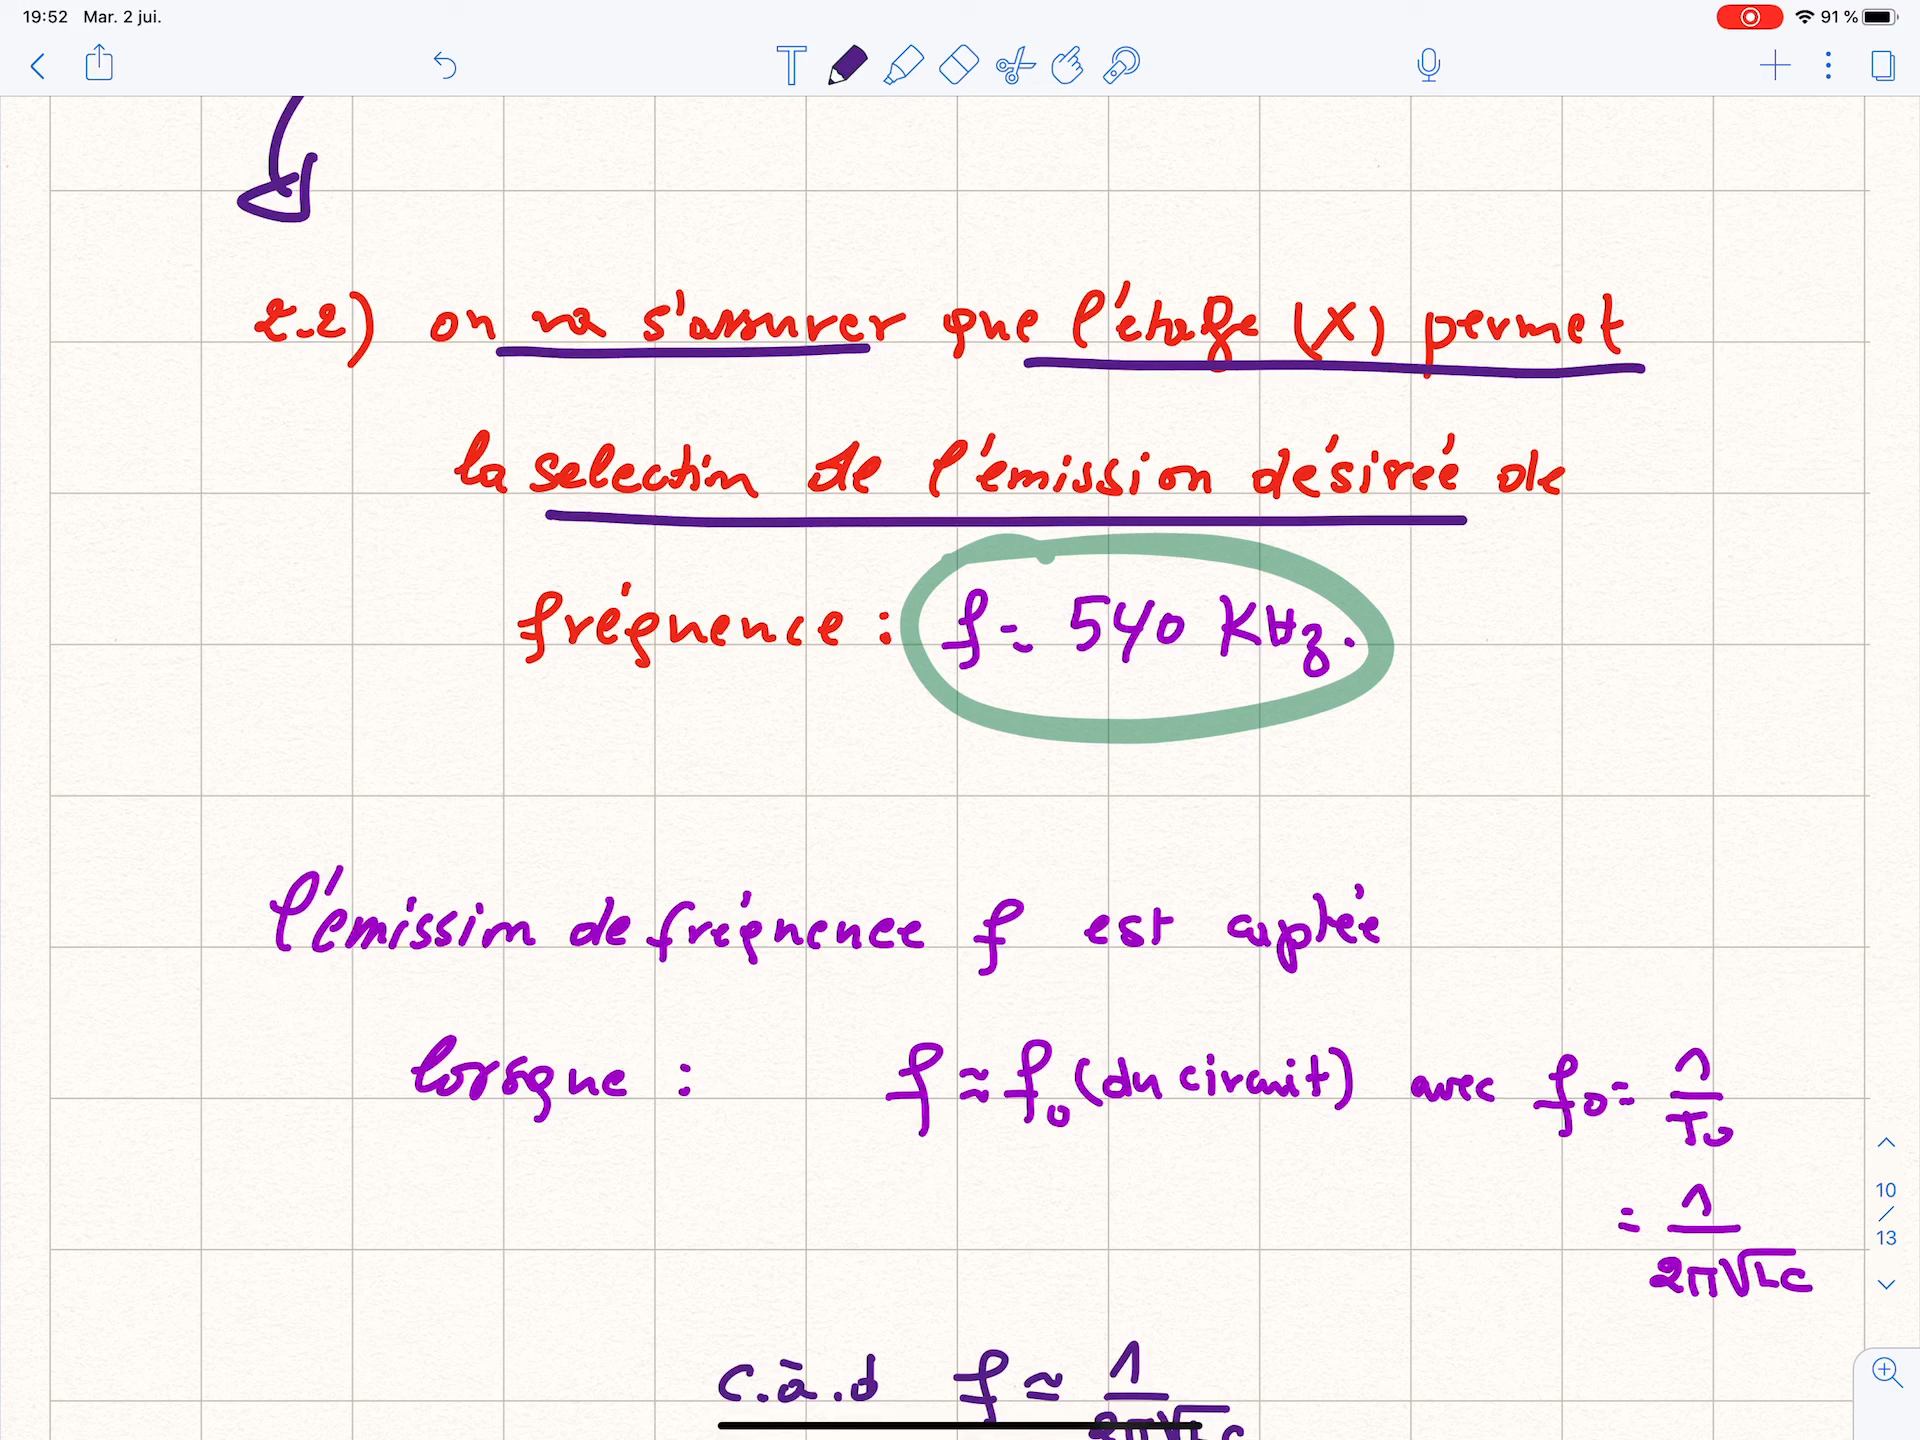 19:52 Mar. 2 jui. 91 %
2-2) on va s'assurer que l'étage (X) permet
la selection de l'émission désirée de
fréquence : f = 540 KHz.
l'émission de fréquence f est captée
lorsque : f ≈ f₀ (du circuit) avec f₀ = 1/T₀
= 1/2π√LC
c.à.d f ≃ 1/2π√LC
10
/
13